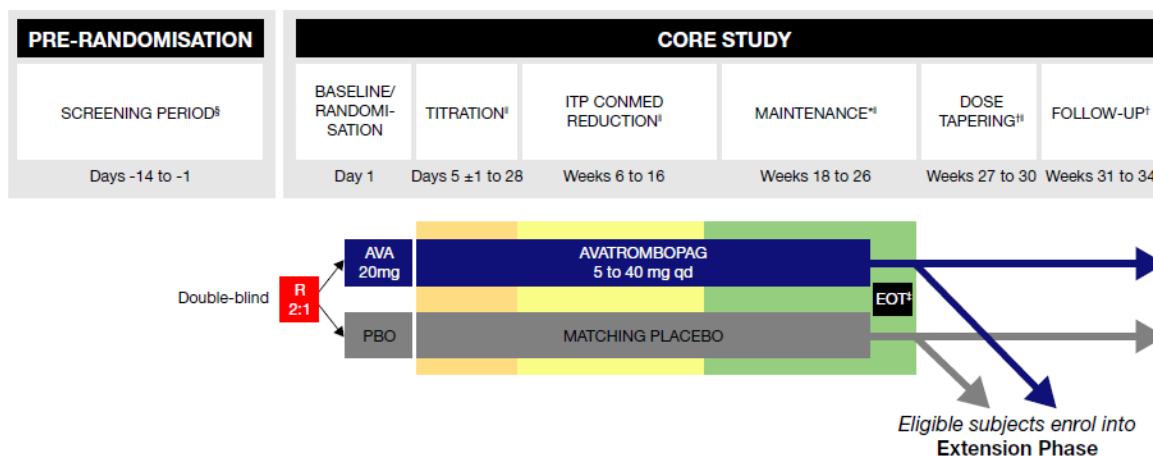 PRE-RANDOMISATION
CORE STUDY
SCREENING PERIOD§
BASELINE/
RANDOMI-
SATION
TITRATION‖
ITP CONMED
REDUCTION‖
MAINTENANCE*‖
DOSE
TAPERING†‖
FOLLOW-UP†
Days -14 to -1
Day 1
Days 5 ±1 to 28
Weeks 6 to 16
Weeks 18 to 26
Weeks 27 to 30
Weeks 31 to 34
Double-blind
R
2:1
AVA
20mg
AVATROMBOPAG
5 to 40 mg qd
EOT‡
PBO
MATCHING PLACEBO
Eligible subjects enrol into
Extension Phase